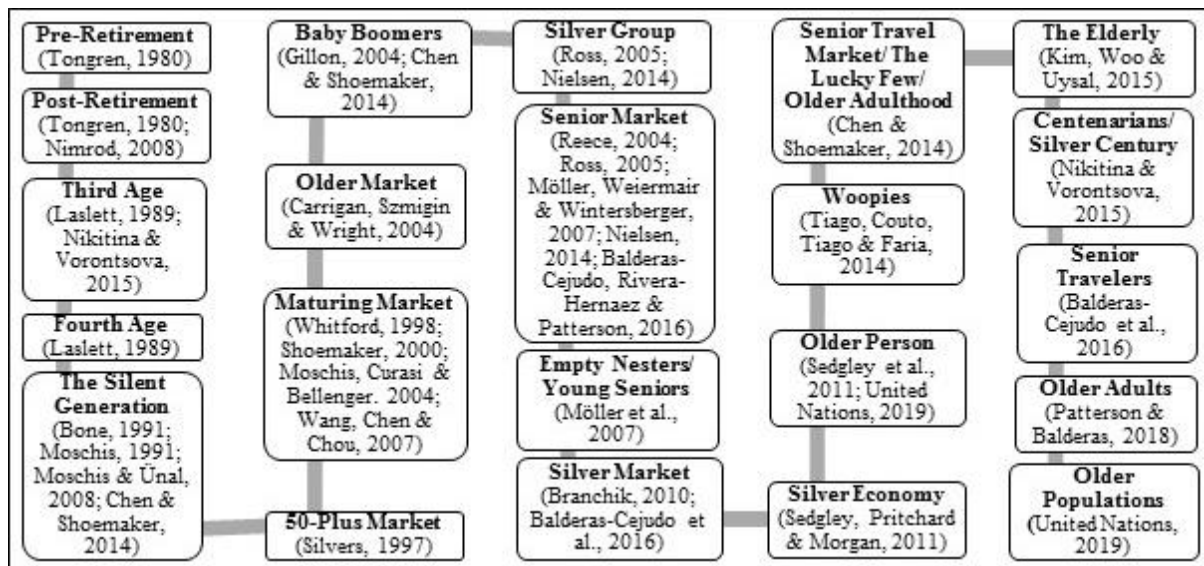 Pre-Retirement
(Tongren, 1980)
Post-Retirement
(Tongren, 1980;
Nimrod, 2008)
Third Age
(Laslett, 1989;
Nikitina &
Vorontsova,
2015)
Fourth Age
(Laslett, 1989)
The Silent
Generation
(Bone, 1991;
Moschis, 1991;
Moschis & Ünal,
2008; Chen &
Shoemaker,
2014)
Baby Boomers
(Gillon, 2004; Chen
& Shoemaker,
2014)
Older Market
(Carrigan, Szmigin
& Wright, 2004)
Maturing Market
(Whitford, 1998;
Shoemaker, 2000;
Moschis, Curasi &
Bellenger. 2004;
Wang, Chen &
Chou, 2007)
50-Plus Market
(Silvers, 1997)
Silver Group
(Ross, 2005;
Nielsen, 2014)
Senior Market
(Reece, 2004;
Ross, 2005;
Möller, Weiermair
& Wintersberger,
2007; Nielsen,
2014; Balderas-
Cejudo, Rivera-
Hernaez &
Patterson, 2016)
Empty Nesters/
Young Seniors
(Möller et al.,
2007)
Silver Market
(Branchik, 2010;
Balderas-Cejudo et
al., 2016)
Senior Travel
Market/ The
Lucky Few/
Older Adulthood
(Chen &
Shoemaker, 2014)
Woopies
(Tiago, Couto,
Tiago & Faria,
2014)
Older Person
(Sedgley et al.,
2011; United
Nations, 2019)
Silver Economy
(Sedgley, Pritchard
& Morgan, 2011)
The Elderly
(Kim, Woo &
Uysal, 2015)
Centenarians/
Silver Century
(Nikitina &
Vorontsova,
2015)
Senior
Travelers
(Balderas-
Cejudo et al.,
2016)
Older Adults
(Patterson &
Balderas, 2018)
Older
Populations
(United Nations,
2019)